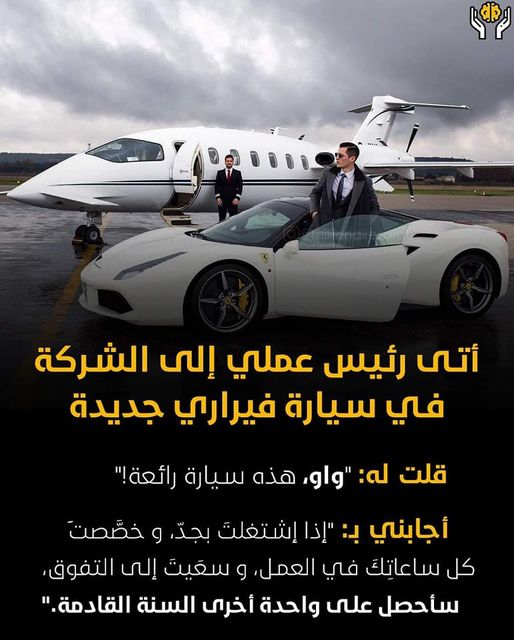 أتى رئيس عملي إلى الشركة
في سيارة فيراري جديدة
قلت له: "واو، هذه سيارة رائعة!"
أجابني بـ: "إذا إشتغلتَ بجدّ، و خصَّصتَ
كل ساعاتِكَ في العمل، و سعَيتَ إلى التفوق،
سأحصل على واحدة أخرى السنة القادمة."